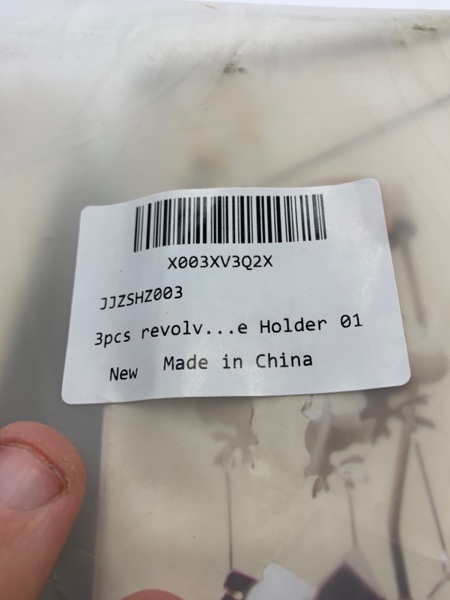 X003XV3Q2X
JJZSHZ003
3pcs revolv...e Holder 01
New Made in China